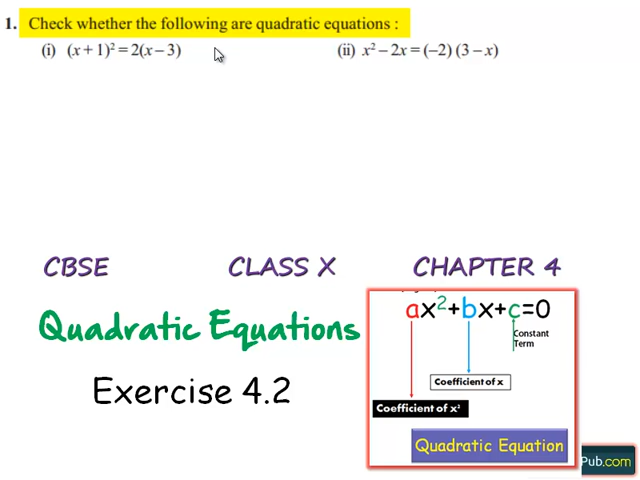 1. Check whether the following are quadratic equations :
(i) (x + 1)² = 2(x – 3) (ii) x² – 2x = (–2) (3 – x)
CBSE CLASS X CHAPTER 4
Quadratic Equations
Exercise 4.2
ax²+bx+c=0
Constant
Term
Coefficient of x
Coefficient of x²
Quadratic Equation
Pub.com